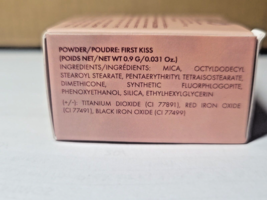 POWDER/POUDRE: FIRST KISS
(POIDS NET/NET WT 0.9 G/0.031 Oz.)
INGREDIENTS/INGRÉDIENTS: MICA, OCTYLDODECYL
STEAROYL STEARATE, PENTAERYTHRITYL TETRAISOSTEARATE,
DIMETHICONE, SYNTHETIC FLUORPHLOGOPITE,
PHENOXYETHANOL, SILICA, ETHYLHEXYLGLYCERIN
(+/-): TITANIUM DIOXIDE (CI 77891), RED IRON OXIDE
(CI 77491), BLACK IRON OXIDE (CI 77499)